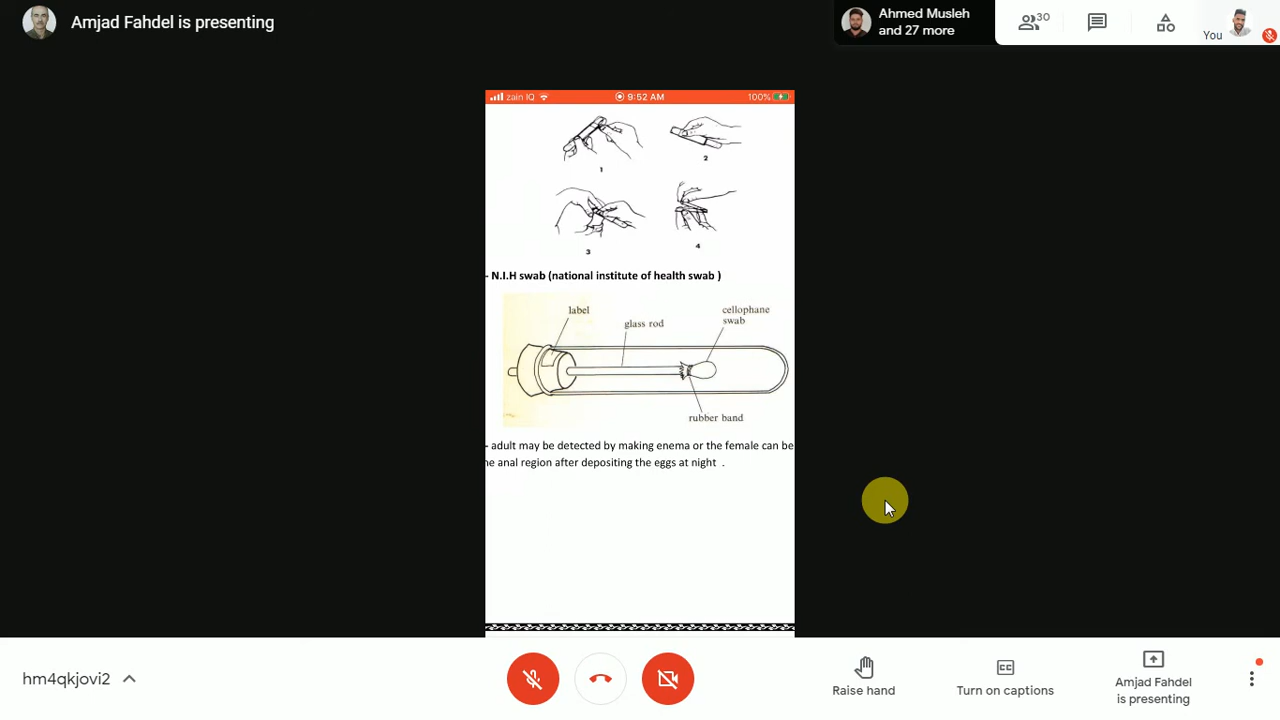 Amjad Fahdel is presenting
Ahmed Musleh
and 27 more
30
You
zain IQ
9:52 AM
100%
1
2
3
4
- N.I.H swab (national institute of health swab )
label
glass rod
cellophane
swab
rubber band
- adult may be detected by making enema or the female can be
he anal region after depositing the eggs at night .
hm4qkjovi2
Raise hand
CC
Turn on captions
Amjad Fahdel
is presenting